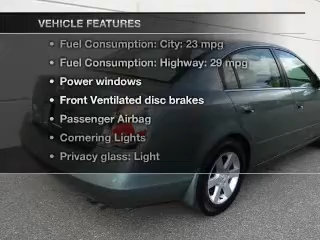 VEHICLE FEATURES
• Fuel Consumption: City: 23 mpg
• Fuel Consumption: Highway: 29 mpg
• Power windows
• Front Ventilated disc brakes
• Passenger Airbag
• Cornering Lights
• Privacy glass: Light